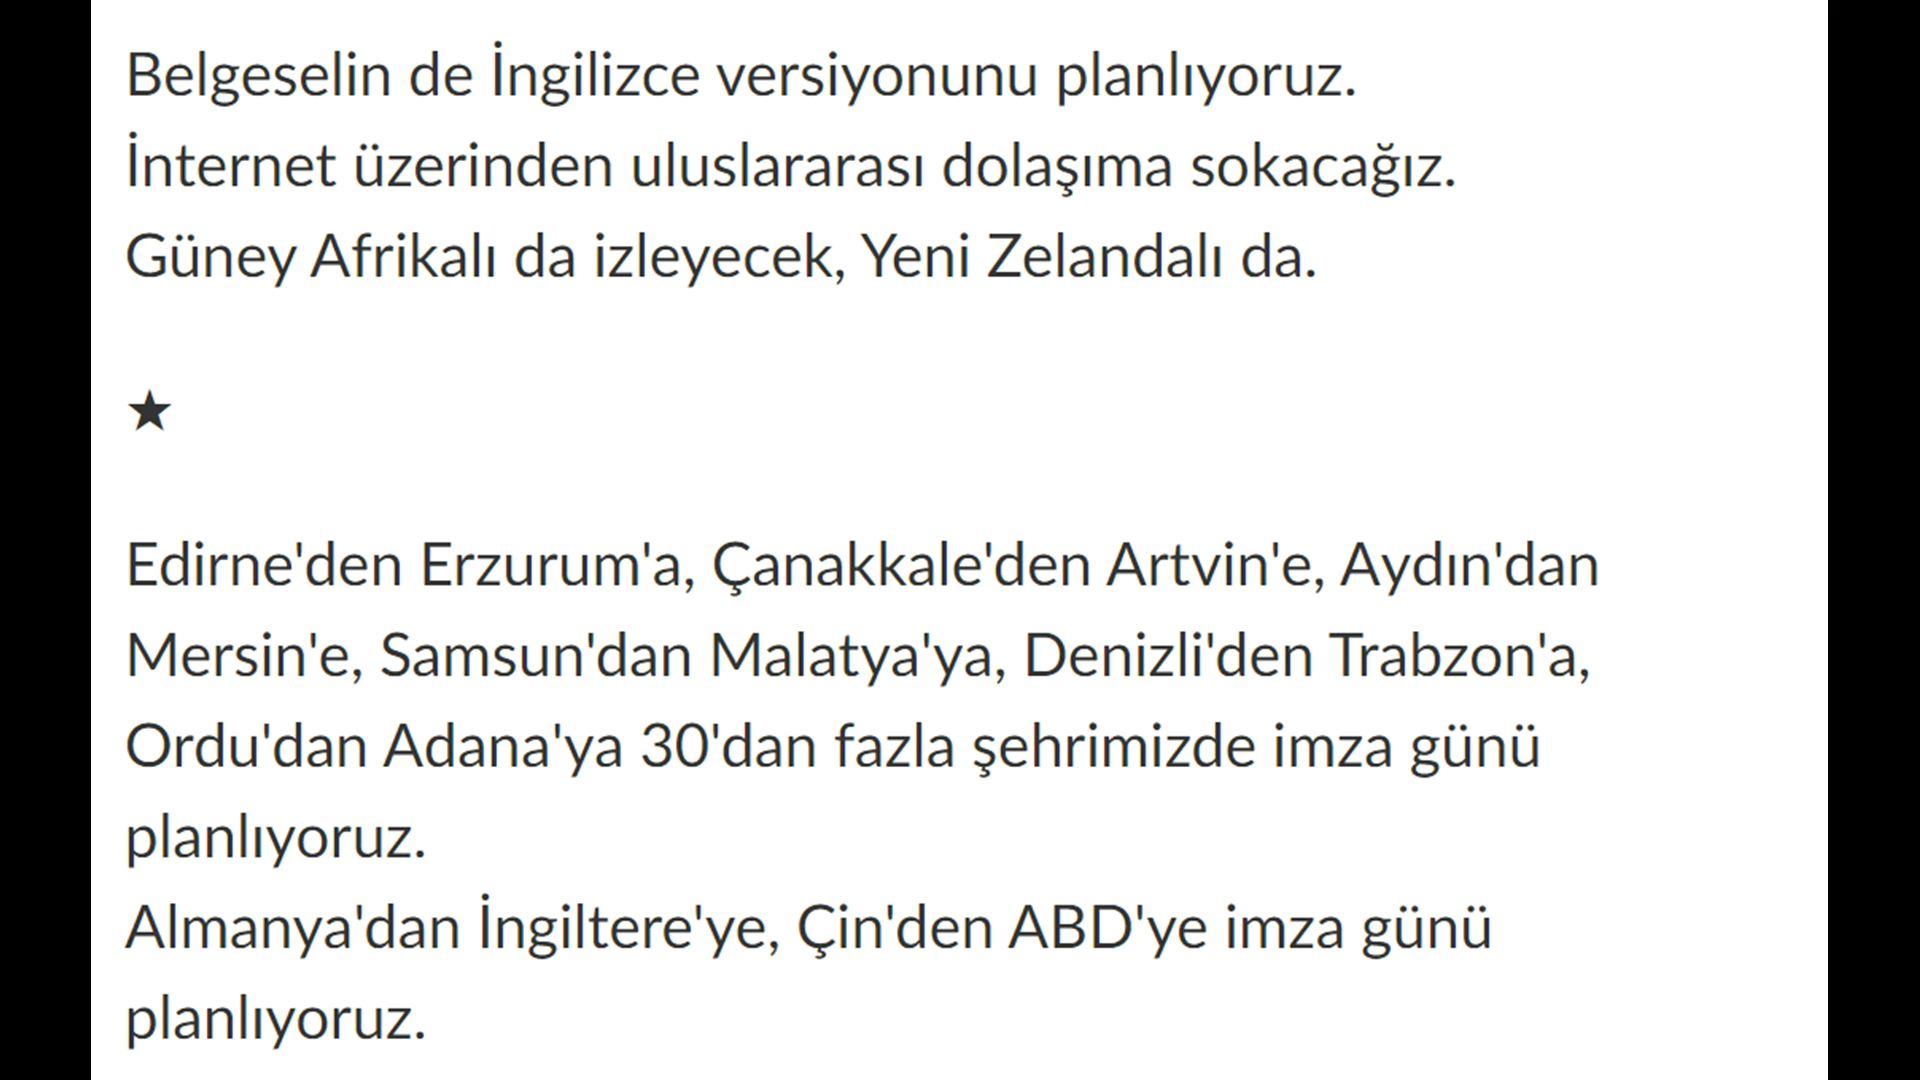 Belgeselin de İngilizce versiyonunu planlıyoruz.
İnternet üzerinden uluslararası dolaşıma sokacağız.
Güney Afrikalı da izleyecek, Yeni Zelandalı da.
★
Edirne'den Erzurum'a, Çanakkale'den Artvin'e, Aydın'dan
Mersin'e, Samsun'dan Malatya'ya, Denizli'den Trabzon'a,
Ordu'dan Adana'ya 30'dan fazla şehrimizde imza günü
planlıyoruz.
Almanya'dan İngiltere'ye, Çin'den ABD'ye imza günü
planlıyoruz.